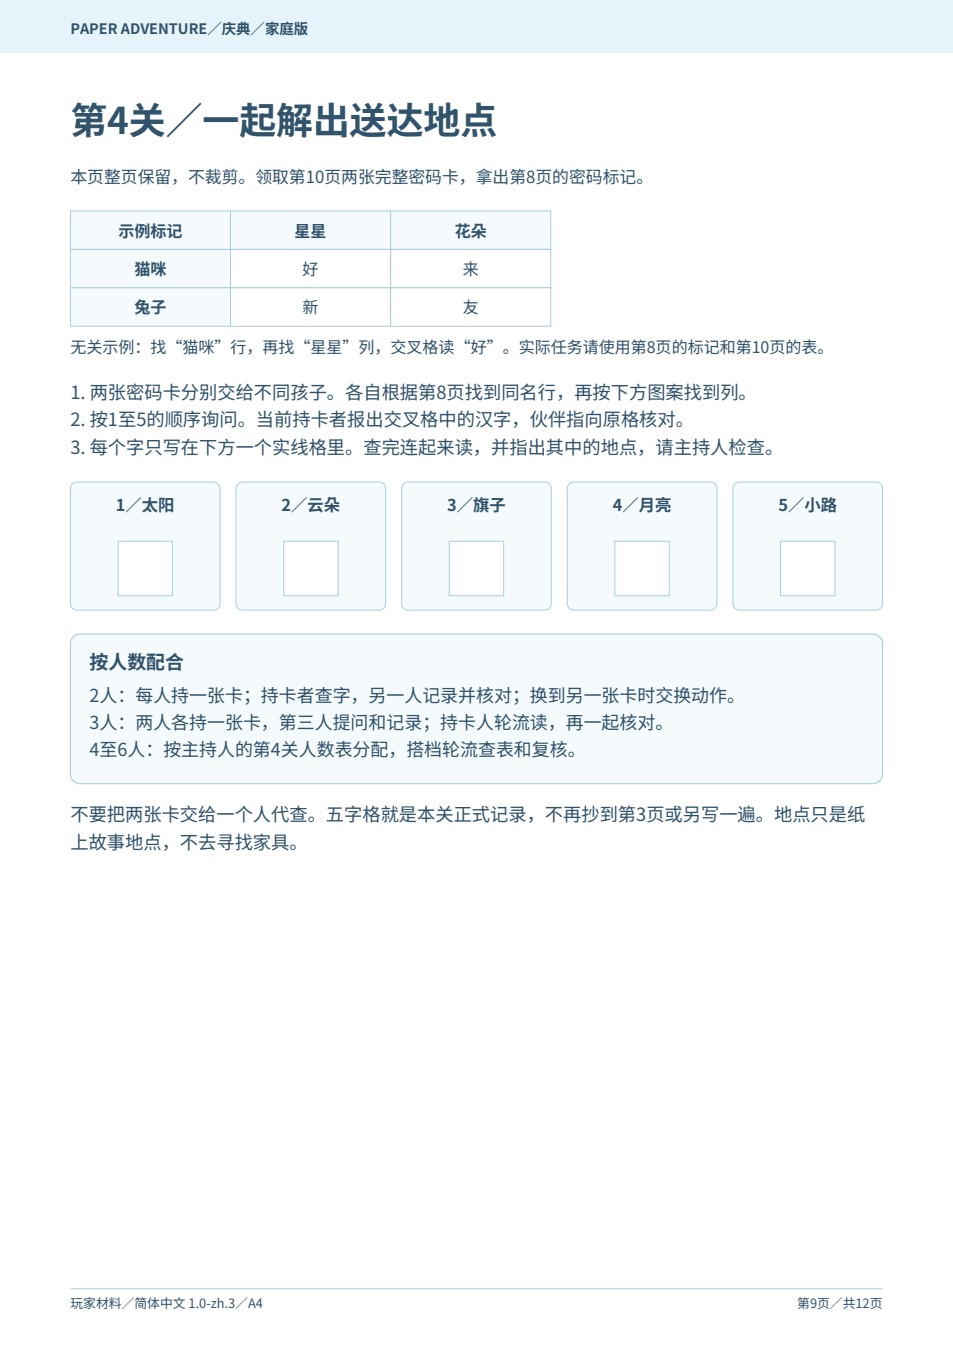 PAPER ADVENTURE／庆典／家庭版
第4关／一起解出送达地点
本页整页保留，不裁剪。领取第10页两张完整密码卡，拿出第8页的密码标记。
示例标记 星星 花朵
猫咪 好 来
兔子 新 友
无关示例：找“猫咪”行，再找“星星”列，交叉格读“好”。实际任务请使用第8页的标记和第10页的表。
1. 两张密码卡分别交给不同孩子。各自根据第8页找到同名行，再按下方图案找到列。
2. 按1至5的顺序询问。当前持卡者报出交叉格中的汉字，伙伴指向原格核对。
3. 每个字只写在下方一个实线格里。查完连起来读，并指出其中的地点，请主持人检查。
1／太阳 2／云朵 3／旗子 4／月亮 5／小路
按人数配合
2人：每人持一张卡；持卡者查字，另一人记录并核对；换到另一张卡时交换动作。
3人：两人各持一张卡，第三人提问和记录；持卡人轮流读，再一起核对。
4至6人：按主持人的第4关人数表分配，搭档轮流查表和复核。
不要把两张卡交给一个人代查。五字格就是本关正式记录，不再抄到第3页或另写一遍。地点只是纸
上故事地点，不去寻找家具。
玩家材料／简体中文 1.0-zh.3／A4
第9页／共12页